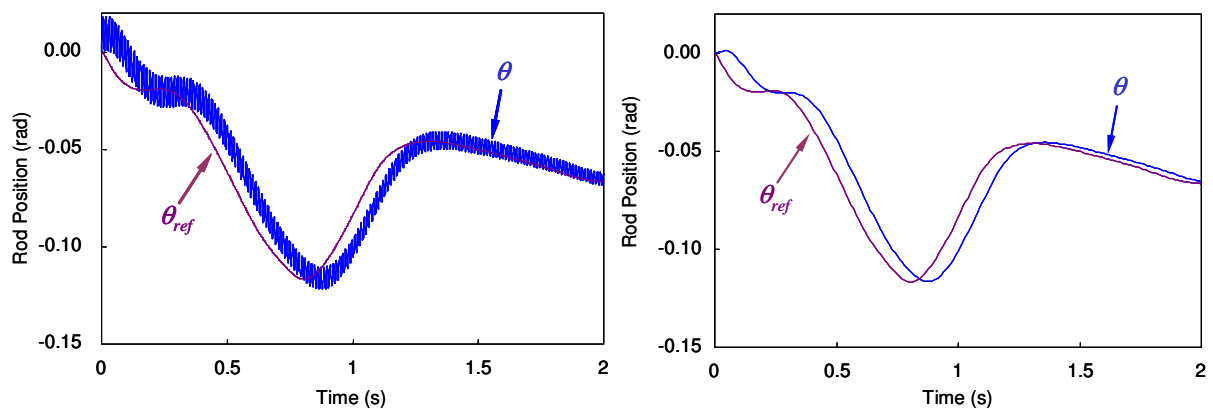 0.00
-0.05
-0.10
-0.15
Rod Position (rad)
0
0.5
1
1.5
2
Time (s)
θ
θref
0.00
-0.05
-0.10
-0.15
Rod Position (rad)
0
0.5
1
1.5
2
Time (s)
θ
θref